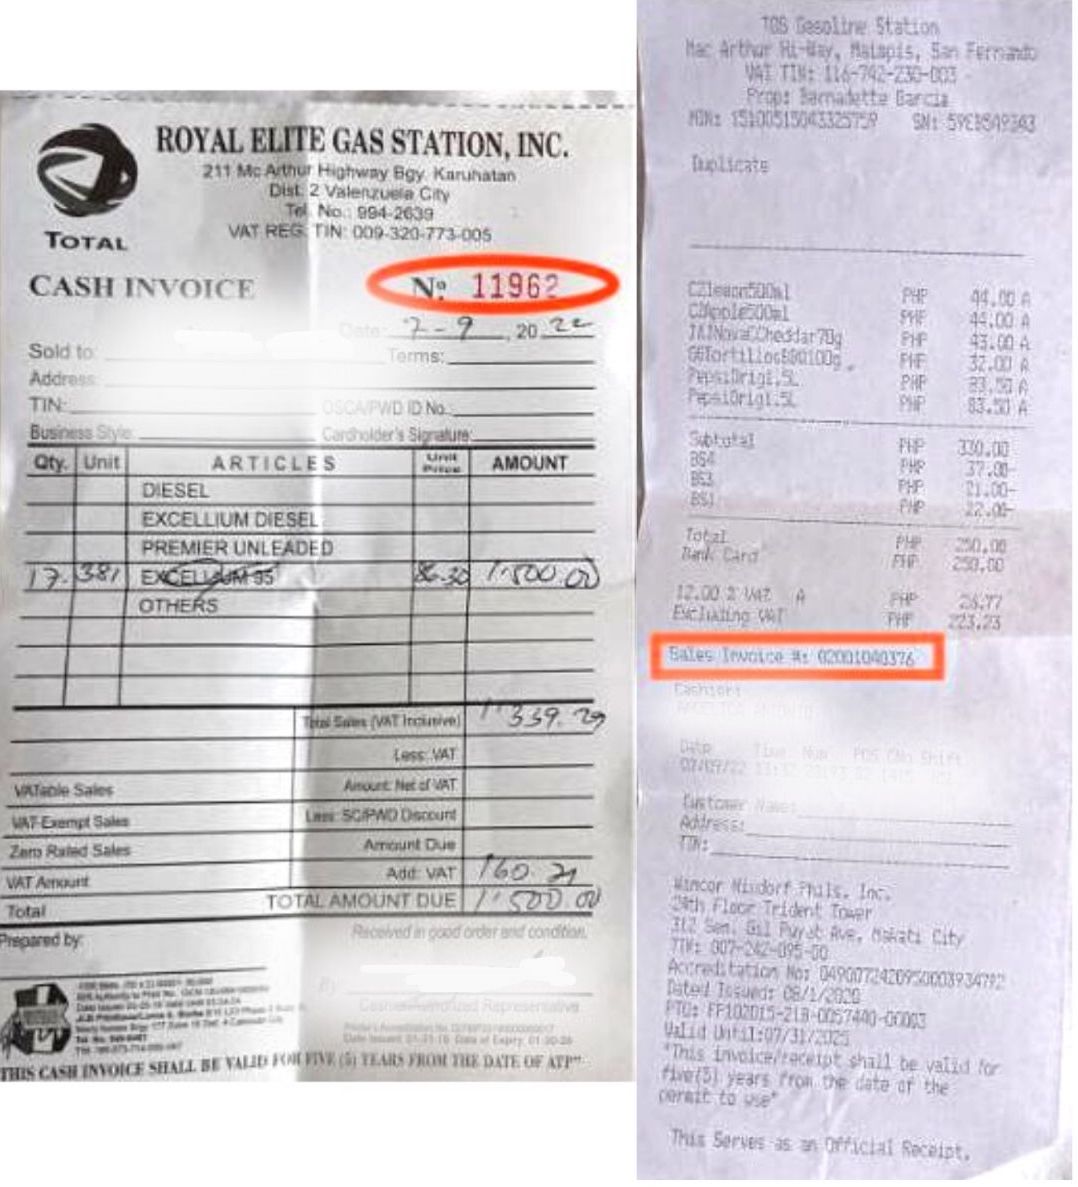 ROYAL ELITE GAS STATION, INC.
211 Mc Arthur Highway Bgy. Karuhatan
Dist. 2 Valenzuela City
Tel. No.: 994-2639
VAT REG. TIN: 009-320-773-005
TOTAL
CASH INVOICE
Nº 11962
Date: 7-9, 2022
Sold to:
Terms:
Address:
TIN:
OSCA/PWD ID No.:
Business Style:
Cardholder's Signature:
Qty. Unit ARTICLES Unit Price AMOUNT
DIESEL
EXCELLIUM DIESEL
PREMIER UNLEADED
17.381 EXCELLIUM 95 86.30 1'500.00
OTHERS
Total Sales (VAT Inclusive) 1'339.29
Less: VAT
VATable Sales Amount: Net of VAT
VAT-Exempt Sales Less: SC/PWD Discount
Zero Rated Sales Amount Due
VAT Amount Add: VAT 160.71
Total TOTAL AMOUNT DUE 1'500.00
Prepared by:
Received in good order and condition.
By:
Cashier/Authorized Representative
THIS CASH INVOICE SHALL BE VALID FOR FIVE (5) YEARS FROM THE DATE OF ATP"
TOS Gasoline Station
Mac Arthur Hi-Way, Malapis, San Fernando
VAT TIN: 116-742-230-003
Prop: Bernadette Garcia
MIN: 15100515043325759
Duplicate
C2lemon500ml PHP 44.00 A
C2Apple500ml PHP 44.00 A
JAJNovaCCheddar78g PHP 43.00 A
PHP 32.00 A
PepsiOrig1.5L PHP 83.50 A
PepsiOrig1.5L PHP 83.50 A
Subtotal PHP 330.00
BS4 PHP 37.00-
BS3 PHP 21.00-
BS1 PHP 22.00-
Total PHP 250.00
Bank Card PHP 250.00
12.00 % VAT A PHP 26.77
Excluding VAT PHP 223.23
Sales Invoice #: 02001040376
Cashier:
Date Time Num POS CNo Shift
07/09/22
Customer Name:
Address:
TIN:
Wincor Nixdorf Phils. Inc.
24th Floor Trident Tower
312 Sen. Gil Puyat Ave. Makati City
TIN: 007-242-095-00
Accreditation No: 0490072420950003934792
Dated Issued: 08/1/2020
PTU: FP102015-21B-0057440-00003
Valid Until:07/31/2025
"This invoice/receipt shall be valid for
five(5) years from the date of the
permit to use"
This Serves as an Official Receipt.